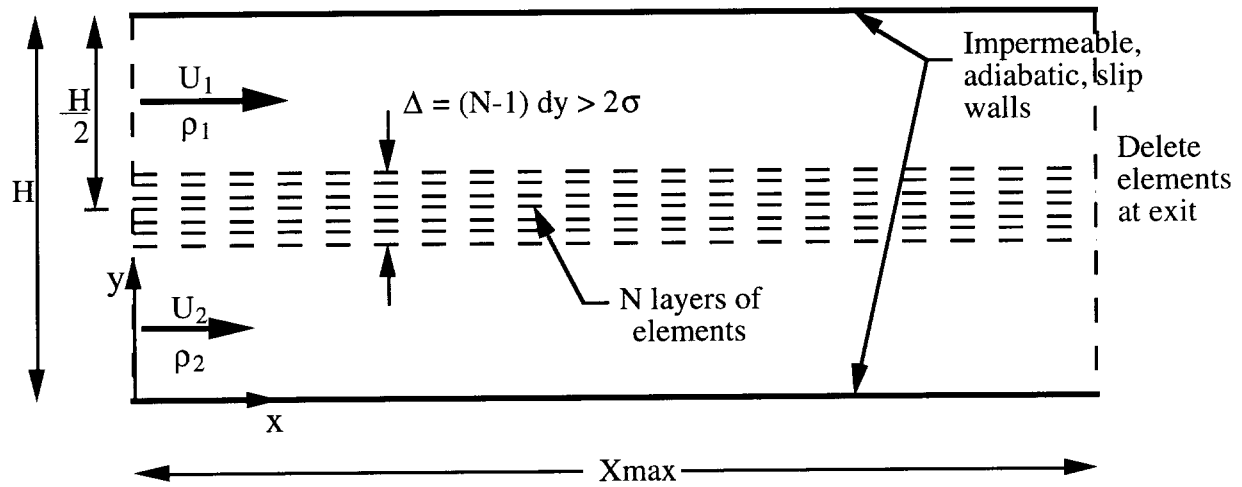 Impermeable,
adiabatic, slip
walls
U₁
ρ₁
Δ = (N-1) dy > 2σ
H
2
H
Delete
elements
at exit
y
U₂
ρ₂
N layers of
elements
x
Xmax